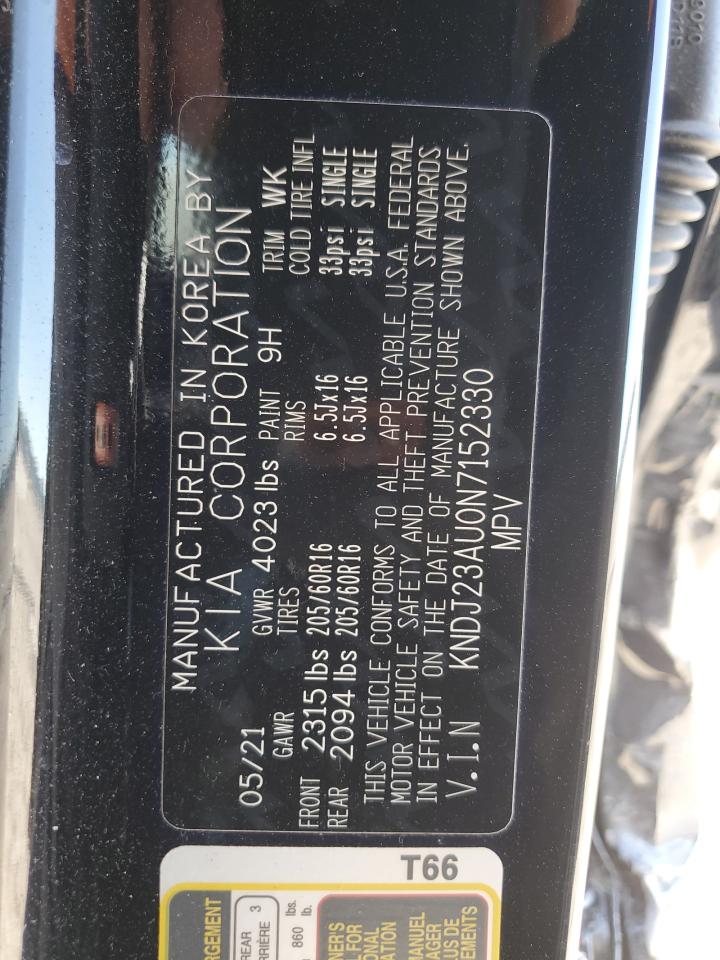 MANUFACTURED IN KOREA BY
KIA CORPORATION
05/21 GVWR 4023 lbs PAINT 9H TRIM WK
GAWR TIRES RIMS COLD TIRE INFL
FRONT 2315 lbs 205/60R16 6.5Jx16 33psi SINGLE
REAR 2094 lbs 205/60R16 6.5Jx16 33psi SINGLE
THIS VEHICLE CONFORMS TO ALL APPLICABLE U.S.A. FEDERAL
MOTOR VEHICLE SAFETY AND THEFT PREVENTION STANDARDS
IN EFFECT ON THE DATE OF MANUFACTURE SHOWN ABOVE.
V.I.N KNDJ23AU0N7152330
MPV
T66
REAR
3
860
lbs.
lb.
MANUEL